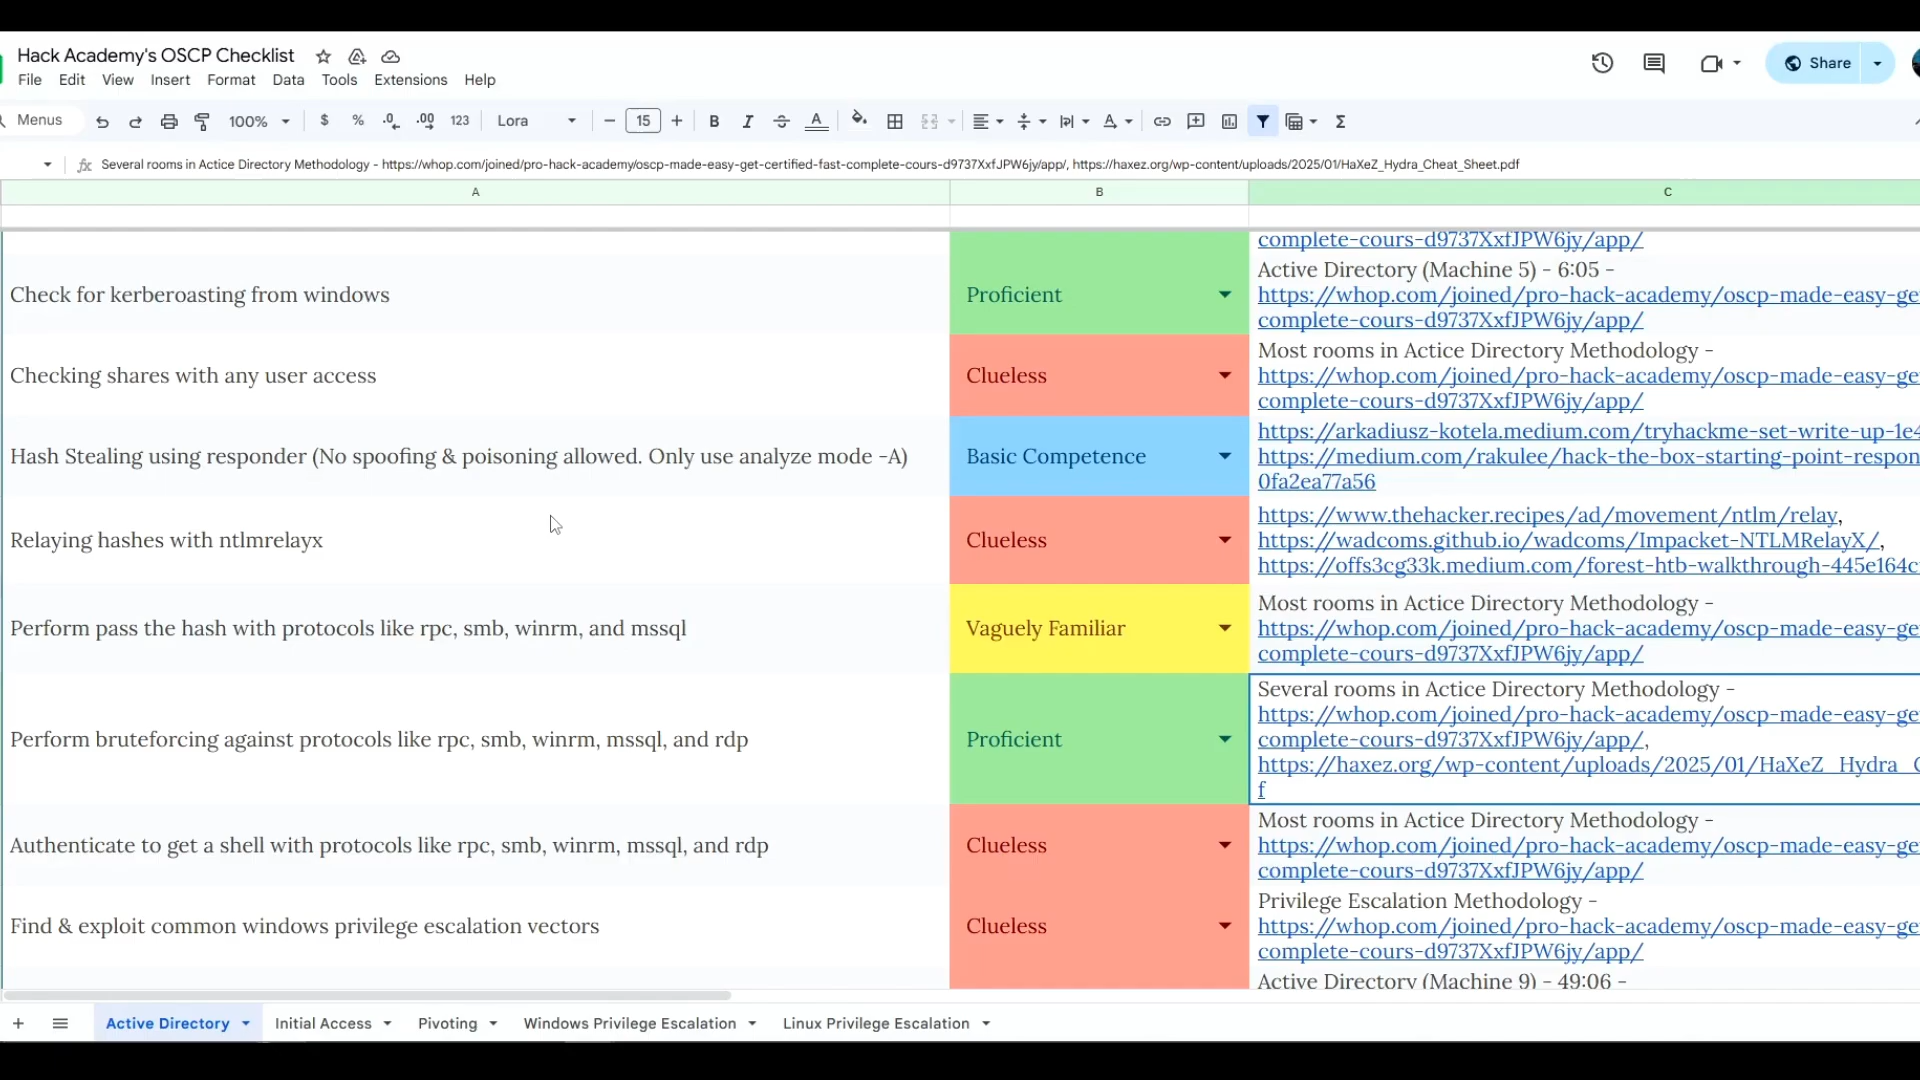 Hack Academy's OSCP Checklist
File Edit View Insert Format Data Tools Extensions Help
Share
Menus
100%
$ % .0 .00 123
Lora
15
B I A
Σ
fx Several rooms in Actice Directory Methodology - https://whop.com/joined/pro-hack-academy/oscp-made-easy-get-certified-fast-complete-cours-d9737XxfJPW6jy/app/, https://haxez.org/wp-content/uploads/2025/01/HaXeZ_Hydra_Cheat_Sheet.pdf
A B C
complete-cours-d9737XxfJPW6jy/app/
Check for kerberoasting from windows
Proficient
Active Directory (Machine 5) - 6:05 -
https://whop.com/joined/pro-hack-academy/oscp-made-easy-ge
complete-cours-d9737XxfJPW6jy/app/
Checking shares with any user access
Clueless
Most rooms in Actice Directory Methodology -
https://whop.com/joined/pro-hack-academy/oscp-made-easy-ge
complete-cours-d9737XxfJPW6jy/app/
Hash Stealing using responder (No spoofing & poisoning allowed. Only use analyze mode -A)
Basic Competence
https://arkadiusz-kotela.medium.com/tryhackme-set-write-up-1e4
https://medium.com/rakulee/hack-the-box-starting-point-respon
0fa2ea77a56
Relaying hashes with ntlmrelayx
Clueless
https://www.thehacker.recipes/ad/movement/ntlm/relay,
https://wadcoms.github.io/wadcoms/Impacket-NTLMRelayX/,
https://offs3cg33k.medium.com/forest-htb-walkthrough-445e164c
Perform pass the hash with protocols like rpc, smb, winrm, and mssql
Vaguely Familiar
Most rooms in Actice Directory Methodology -
https://whop.com/joined/pro-hack-academy/oscp-made-easy-ge
complete-cours-d9737XxfJPW6jy/app/
Perform bruteforcing against protocols like rpc, smb, winrm, mssql, and rdp
Proficient
Several rooms in Actice Directory Methodology -
https://whop.com/joined/pro-hack-academy/oscp-made-easy-ge
complete-cours-d9737XxfJPW6jy/app/,
https://haxez.org/wp-content/uploads/2025/01/HaXeZ_Hydra_C
f
Authenticate to get a shell with protocols like rpc, smb, winrm, mssql, and rdp
Clueless
Most rooms in Actice Directory Methodology -
https://whop.com/joined/pro-hack-academy/oscp-made-easy-ge
complete-cours-d9737XxfJPW6jy/app/
Find & exploit common windows privilege escalation vectors
Clueless
Privilege Escalation Methodology -
https://whop.com/joined/pro-hack-academy/oscp-made-easy-ge
complete-cours-d9737XxfJPW6jy/app/
Active Directory (Machine 9) - 49:06 -
Active Directory Initial Access Pivoting Windows Privilege Escalation Linux Privilege Escalation